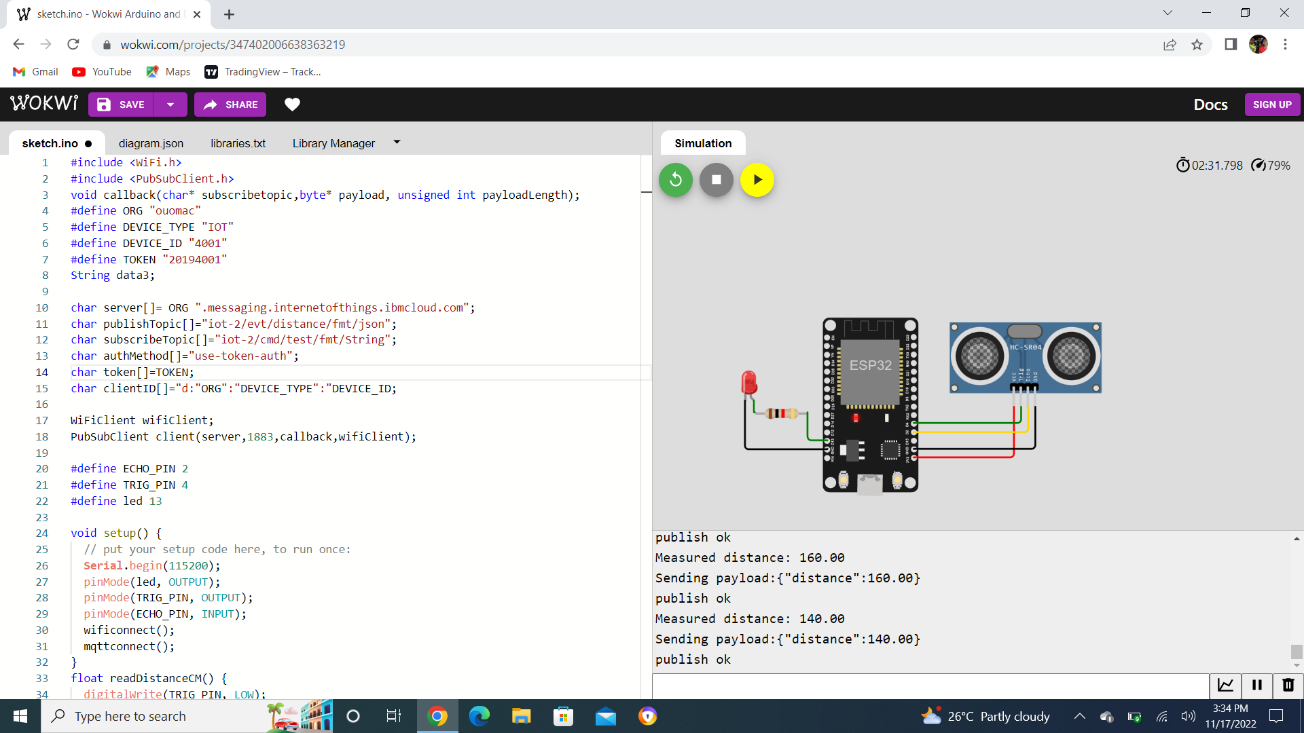 sketch.ino - Wokwi Arduino and
wokwi.com/projects/347402006638363219
Gmail YouTube Maps TradingView – Track...
WOKWI SAVE SHARE Docs SIGN UP
sketch.ino diagram.json libraries.txt Library Manager Simulation
02:31.798 79%
1 #include <WiFi.h>
2 #include <PubSubClient.h>
3 void callback(char* subscribetopic,byte* payload, unsigned int payloadLength);
4 #define ORG "ouomac"
5 #define DEVICE_TYPE "IOT"
6 #define DEVICE_ID "4001"
7 #define TOKEN "20194001"
8 String data3;
9
10 char server[]= ORG ".messaging.internetofthings.ibmcloud.com";
11 char publishTopic[]="iot-2/evt/distance/fmt/json";
12 char subscribeTopic[]="iot-2/cmd/test/fmt/String";
13 char authMethod[]="use-token-auth";
14 char token[]=TOKEN;
15 char clientID[]="d:"ORG":"DEVICE_TYPE":"DEVICE_ID;
16
17 WiFiClient wifiClient;
18 PubSubClient client(server,1883,callback,wifiClient);
19
20 #define ECHO_PIN 2
21 #define TRIG_PIN 4
22 #define led 13
23
24 void setup() {
25 // put your setup code here, to run once:
26 Serial.begin(115200);
27 pinMode(led, OUTPUT);
28 pinMode(TRIG_PIN, OUTPUT);
29 pinMode(ECHO_PIN, INPUT);
30 wificonnect();
31 mqttconnect();
32 }
33 float readDistanceCM() {
34 digitalWrite(TRIG_PIN, LOW);
ESP32
HC-SR04
publish ok
Measured distance: 160.00
Sending payload:{"distance":160.00}
publish ok
Measured distance: 140.00
Sending payload:{"distance":140.00}
publish ok
Type here to search
26°C Partly cloudy
3:34 PM
11/17/2022